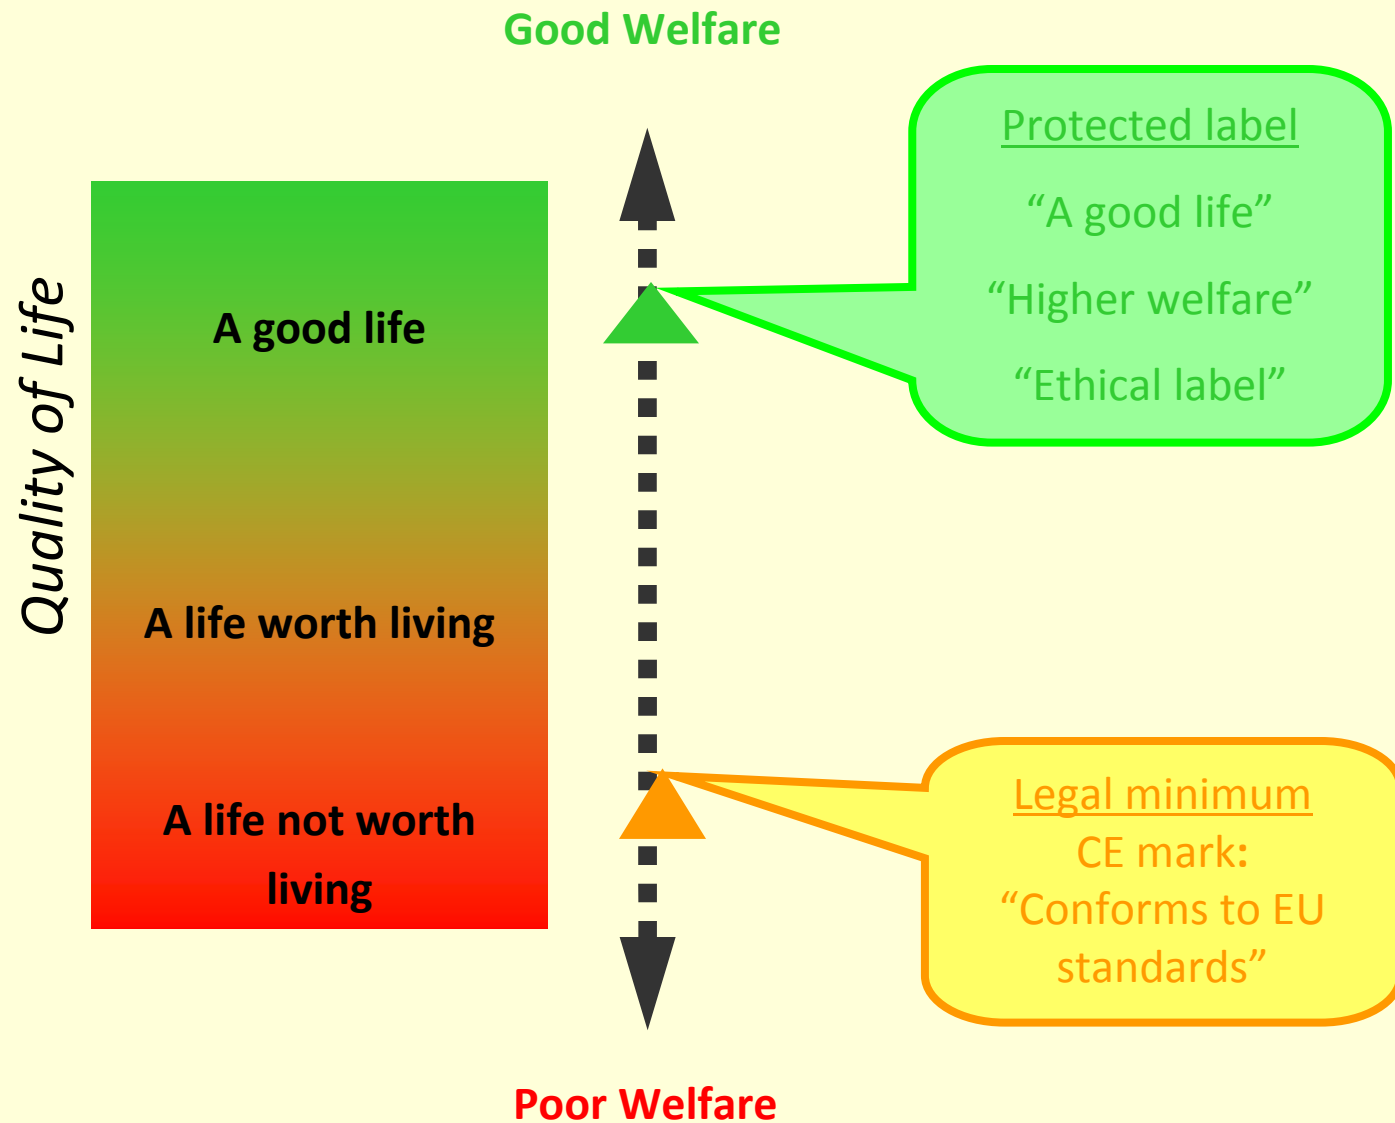 Good Welfare
Quality of Life
A good life
A life worth living
A life not worth
living
Protected label
“A good life”
“Higher welfare”
“Ethical label”
Legal minimum
CE mark:
“Conforms to EU
standards”
Poor Welfare